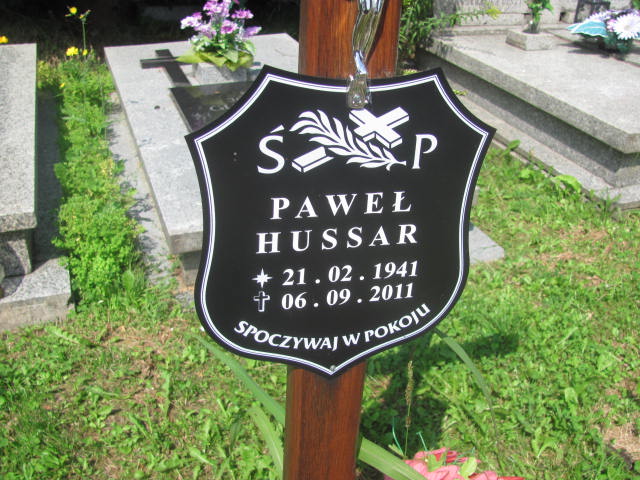 Ś P
PAWEŁ
HUSSAR
21.02.1941
06.09.2011
SPOCZYWAJ W POKOJU